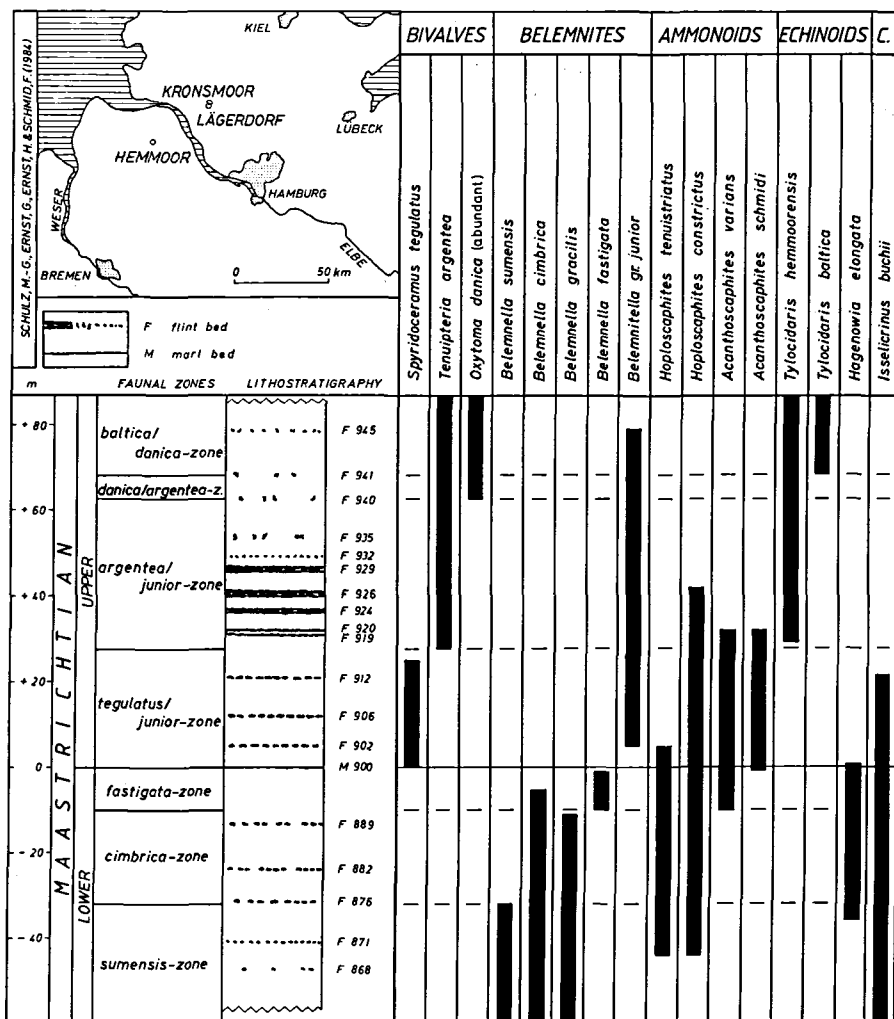 SCHULZ, M.-G., ERNST, G., ERNST, H. & SCHMID, F. (1984)
KIEL
KRONSMOOR
&
LÄGERDORF
LÜBECK
HEMMOOR
HAMBURG
WESER
ELBE
BREMEN
0 50 km
F flint bed
M marl bed
BIVALVES BELEMNITES AMMONOIDS ECHINOIDS C.
Spyridoceramus tegulatus
Tenuipteria argentea
Oxytoma danica (abundant)
Belemnella sumensis
Belemnella cimbrica
Belemnella gracilis
Belemnella fastigata
Belemnitella gr. junior
Hoploscaphites tenuistriatus
Hoploscaphites constrictus
Acanthoscaphites varians
Acanthoscaphites schmidi
Tylocidaris hemmoorensis
Tylocidaris baltica
Hagenowia elongata
Isselicrinus buchii
m FAUNAL ZONES LITHOSTRATIGRAPHY
MAASTRICHTIAN
UPPER
LOWER
+ 80
+ 60
+ 40
+ 20
0
- 20
- 40
baltica/
danica-zone
danica/argentea-z.
argentea/
junior-zone
tegulatus/
junior-zone
fastigata-zone
cimbrica-zone
sumensis-zone
F 945
F 941
F 940
F 935
F 932
F 929
F 926
F 924
F 920
F 919
F 912
F 906
F 902
M 900
F 889
F 882
F 876
F 871
F 868